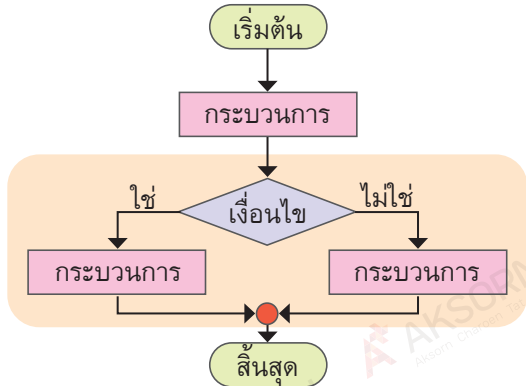 เริ่มต้น
กระบวนการ
ใช่
เงื่อนไข
ไม่ใช่
กระบวนการ
กระบวนการ
สิ้นสุด
AKSORN
Aksorn Charoen